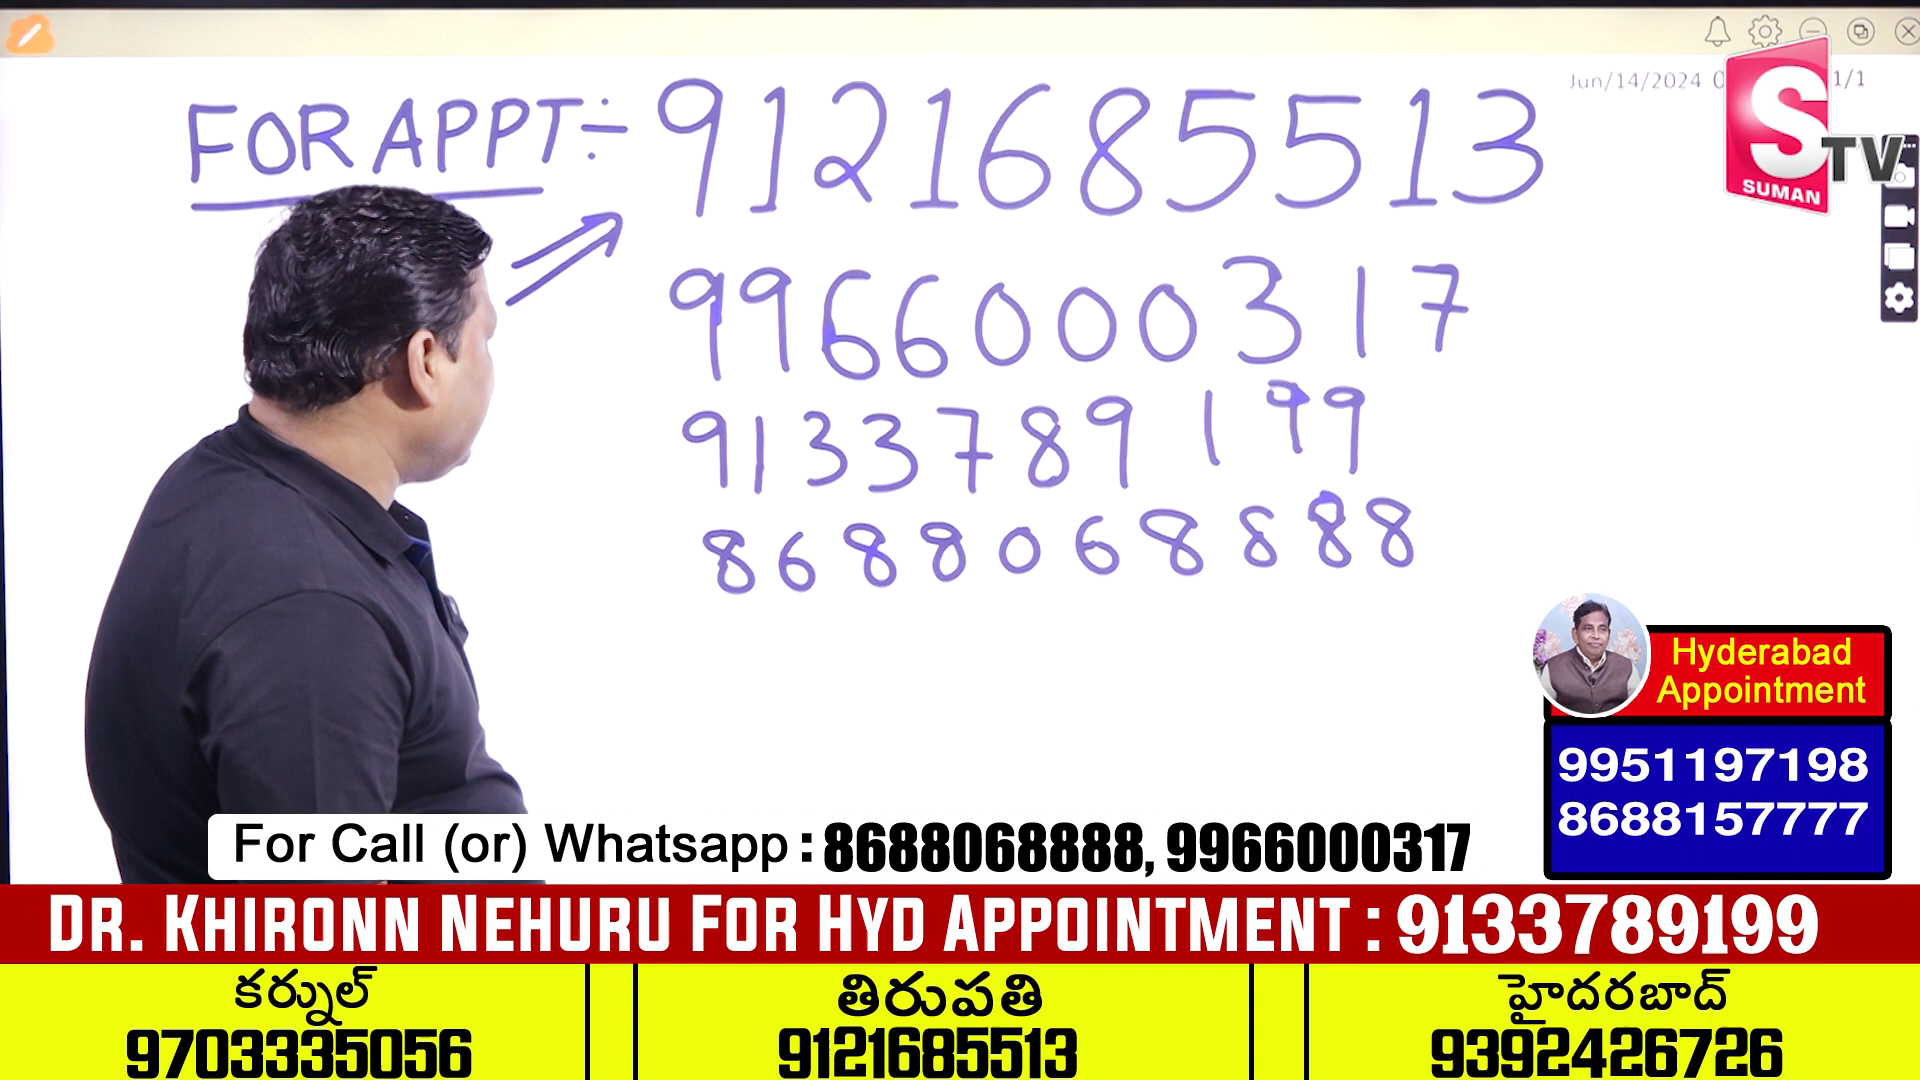 Jun/14/2024 0
1/1
S
TV
SUMAN
FOR APPT:- 9121685513
9966000317
9133789199
8688068888
Hyderabad
Appointment
9951197198
8688157777
For Call (or) Whatsapp : 8688068888, 9966000317
DR. KHIRONN NEHURU FOR HYD APPOINTMENT : 9133789199
కర్నుల్
9703335056
తిరుపతి
9121685513
హైదరబాద్
9392426726